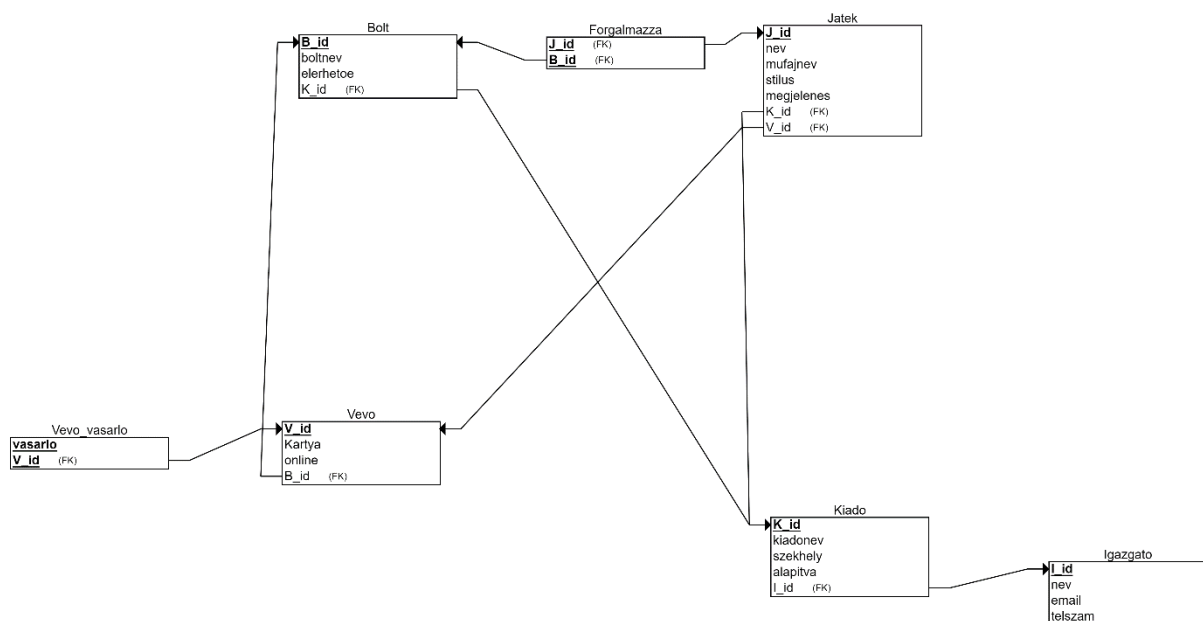 Bolt
B_id
boltnev
elerhetoe
K_id (FK)
Forgalmazza
J_id (FK)
B_id (FK)
Jatek
J_id
nev
mufajnev
stilus
megjelenes
K_id (FK)
V_id (FK)
Vevo_vasarlo
vasarlo
V_id (FK)
Vevo
V_id
Kartya
online
B_id (FK)
Kiado
K_id
kiadonev
szekhely
alapitva
I_id (FK)
Igazgato
I_id
nev
email
telszam